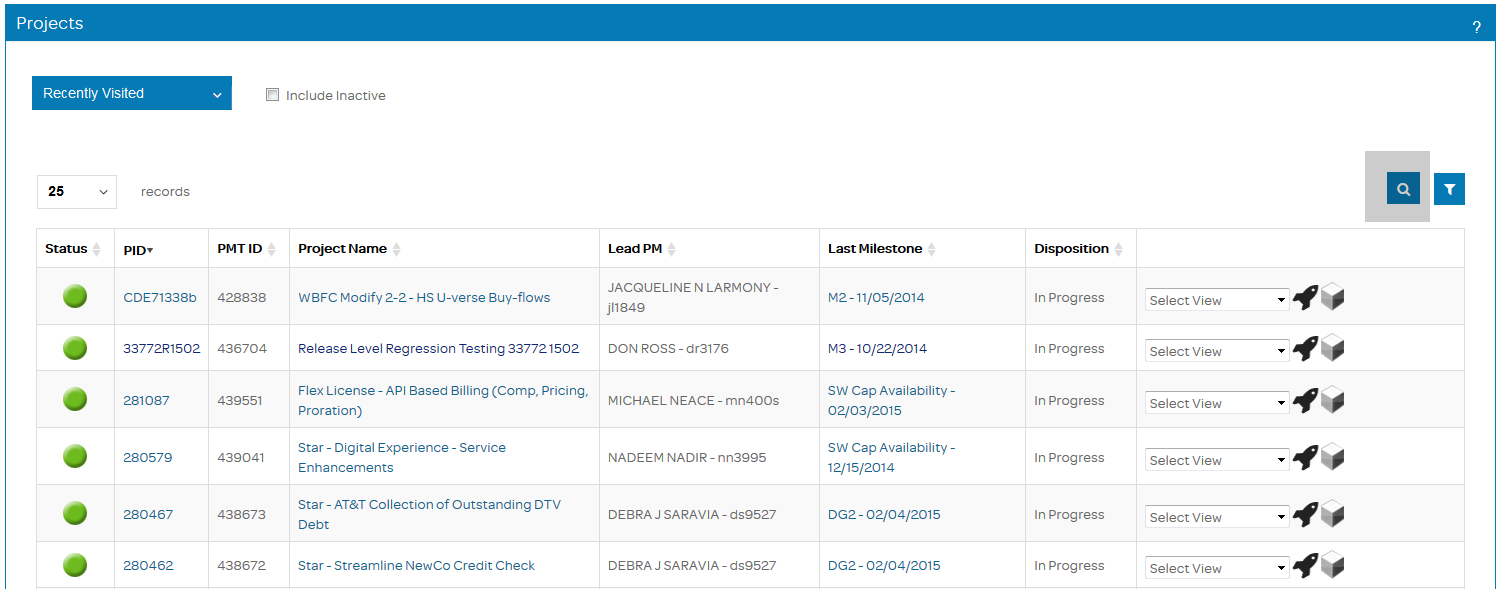 Projects
?
Recently Visited
Include Inactive
25
records
Status PID PMT ID Project Name Lead PM Last Milestone Disposition
CDE71338b 428838 WBFC Modify 2-2 - HS U-verse Buy-flows JACQUELINE N LARMONY - jl1849 M2 - 11/05/2014 In Progress Select View
33772R1502 436704 Release Level Regression Testing 33772 1502 DON ROSS - dr3176 M3 - 10/22/2014 In Progress Select View
281087 439551 Flex License - API Based Billing (Comp, Pricing, Proration) MICHAEL NEACE - mn400s SW Cap Availability - 02/03/2015 In Progress Select View
280579 439041 Star - Digital Experience - Service Enhancements NADEEM NADIR - nn3995 SW Cap Availability - 12/15/2014 In Progress Select View
280467 438673 Star - AT&T Collection of Outstanding DTV Debt DEBRA J SARAVIA - ds9527 DG2 - 02/04/2015 In Progress Select View
280462 438672 Star - Streamline NewCo Credit Check DEBRA J SARAVIA - ds9527 DG2 - 02/04/2015 In Progress Select View